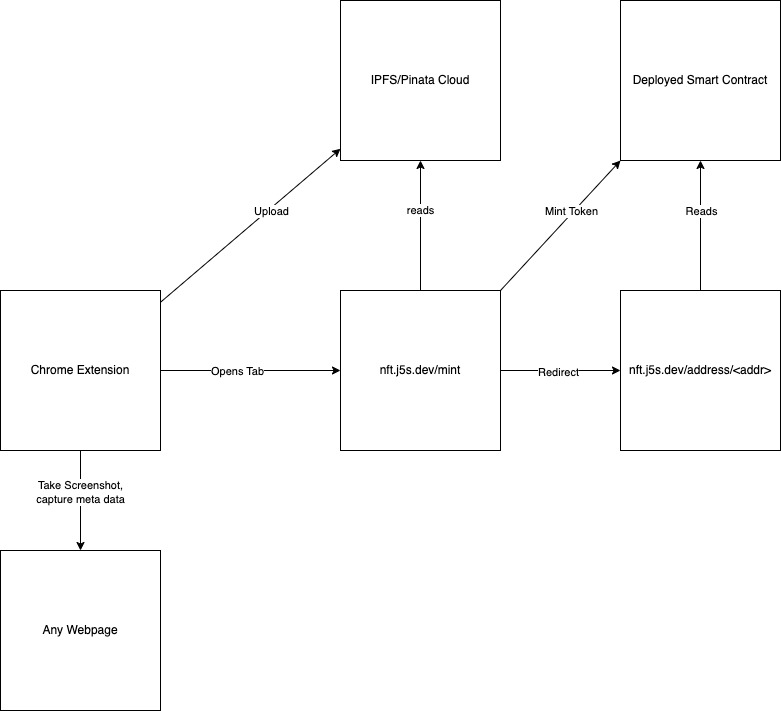 IPFS/Pinata Cloud
Deployed Smart Contract
Upload
reads
Mint Token
Reads
Chrome Extension
Opens Tab
nft.j5s.dev/mint
Redirect
nft.j5s.dev/address/<addr>
Take Screenshot,
capture meta data
Any Webpage